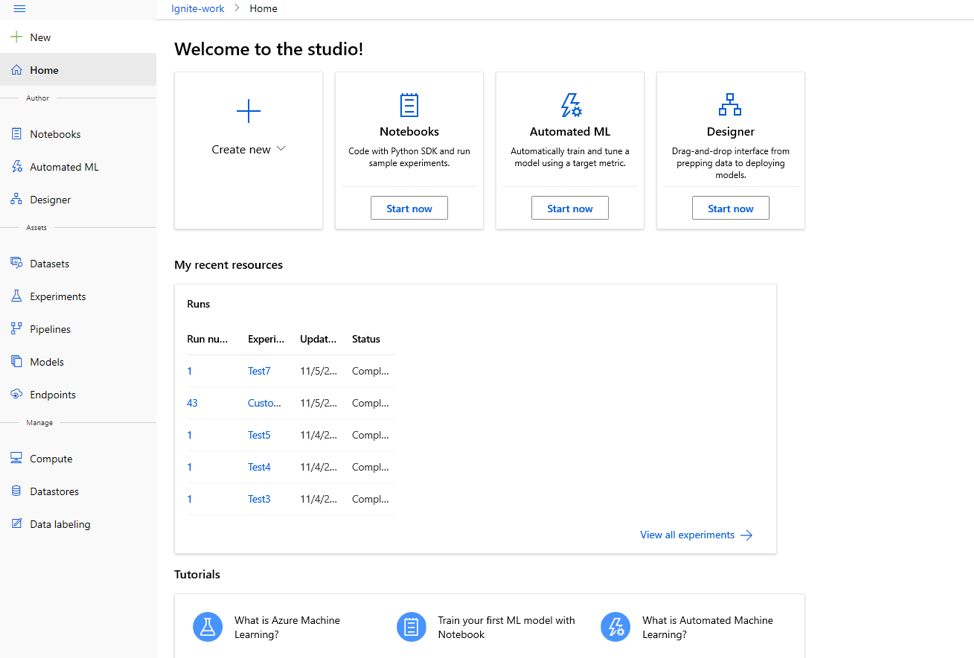 Ignite-work > Home
New
Home
Author
Notebooks
Automated ML
Designer
Assets
Datasets
Experiments
Pipelines
Models
Endpoints
Manage
Compute
Datastores
Data labeling
Welcome to the studio!
Create new
Notebooks
Code with Python SDK and run
sample experiments.
Start now
Automated ML
Automatically train and tune a
model using a target metric.
Start now
Designer
Drag-and-drop interface from
prepping data to deploying
models.
Start now
My recent resources
Runs
Run nu... Experi... Updat... Status
1 Test7 11/5/2... Compl...
43 Custo... 11/5/2... Compl...
1 Test5 11/4/2... Compl...
1 Test4 11/4/2... Compl...
1 Test3 11/4/2... Compl...
View all experiments
Tutorials
What is Azure Machine
Learning?
Train your first ML model with
Notebook
What is Automated Machine
Learning?